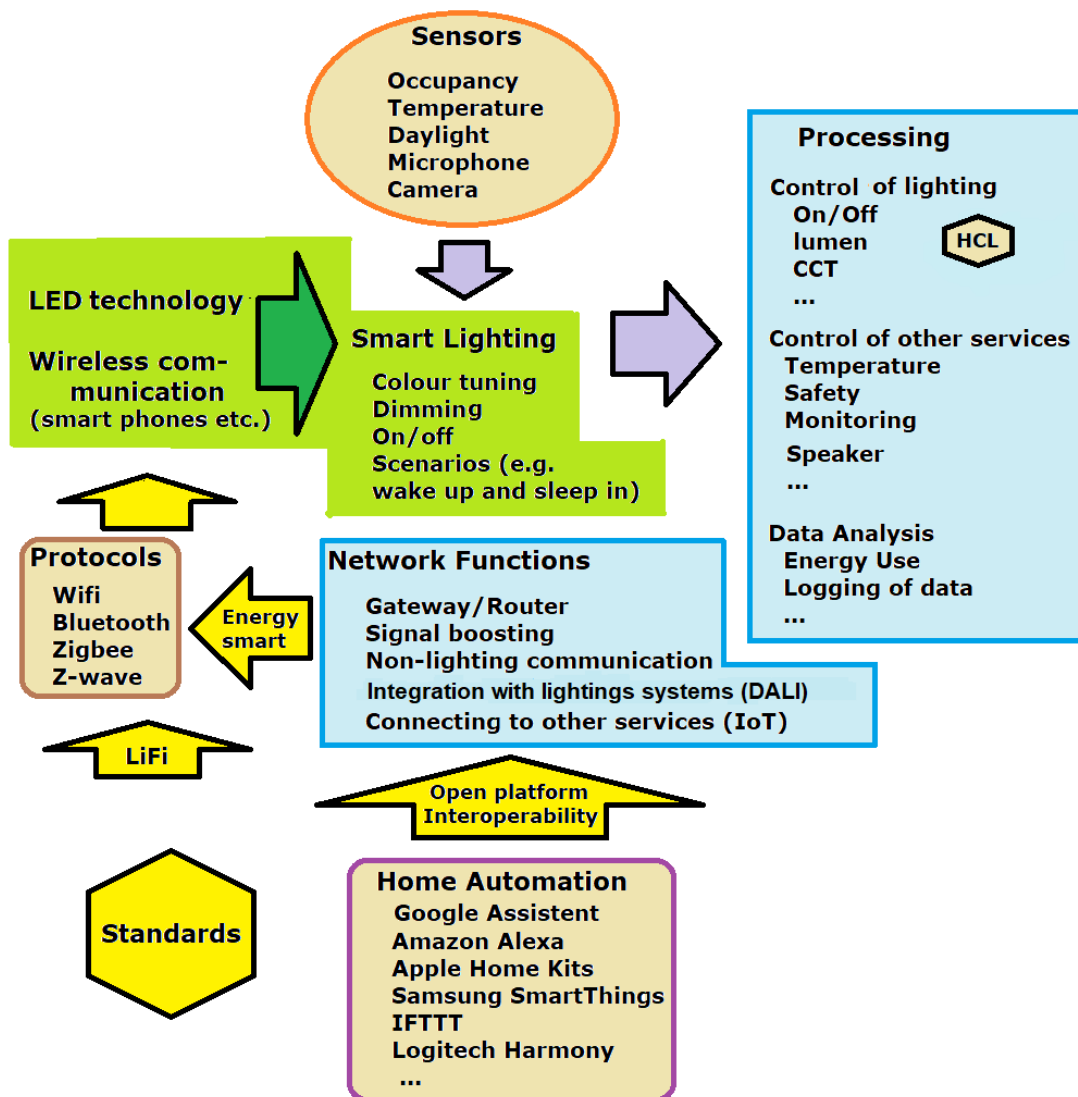 Sensors
Occupancy
Temperature
Daylight
Microphone
Camera
Processing
Control of lighting
On/Off
lumen
CCT
...
HCL
Control of other services
Temperature
Safety
Monitoring
Speaker
...
Data Analysis
Energy Use
Logging of data
...
LED technology
Wireless com-
munication
(smart phones etc.)
Smart Lighting
Colour tuning
Dimming
On/off
Scenarios (e.g.
wake up and sleep in)
Protocols
Wifi
Bluetooth
Zigbee
Z-wave
Energy
smart
Network Functions
Gateway/Router
Signal boosting
Non-lighting communication
Integration with lightings systems (DALI)
Connecting to other services (IoT)
LiFi
Open platform
Interoperability
Standards
Home Automation
Google Assistent
Amazon Alexa
Apple Home Kits
Samsung SmartThings
IFTTT
Logitech Harmony
...